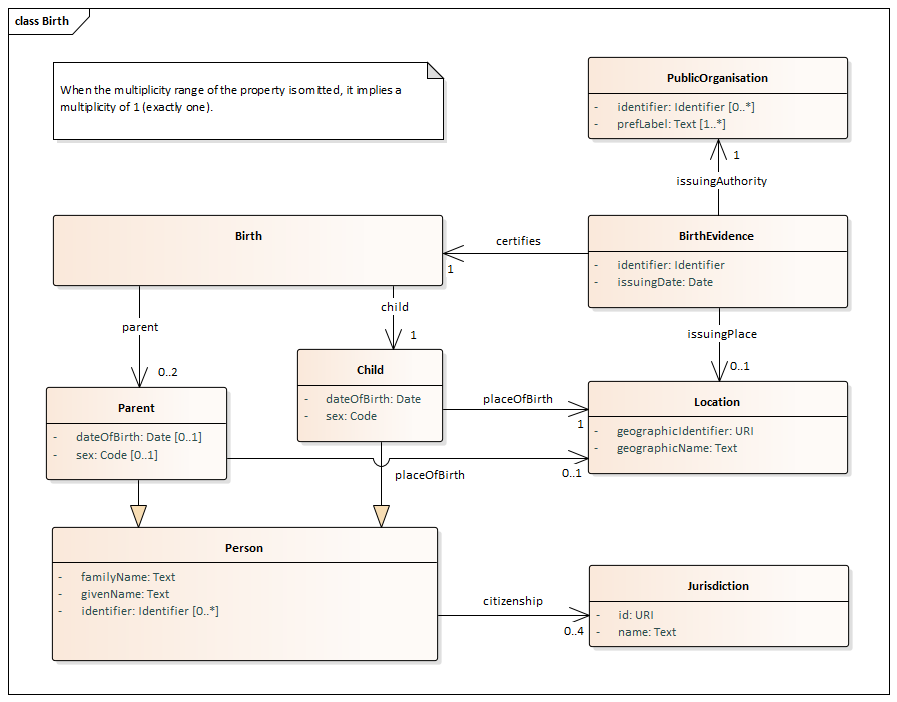 class Birth
When the multiplicity range of the property is omitted, it implies a
multiplicity of 1 (exactly one).
PublicOrganisation
- identifier: Identifier [0..*]
- prefLabel: Text [1..*]
1
issuingAuthority
Birth
certifies
1
BirthEvidence
- identifier: Identifier
- issuingDate: Date
parent
0..2
child
1
issuingPlace
0..1
Parent
- dateOfBirth: Date [0..1]
- sex: Code [0..1]
Child
- dateOfBirth: Date
- sex: Code
placeOfBirth
1
Location
- geographicIdentifier: URI
- geographicName: Text
placeOfBirth
0..1
Person
- familyName: Text
- givenName: Text
- identifier: Identifier [0..*]
citizenship
0..4
Jurisdiction
- id: URI
- name: Text